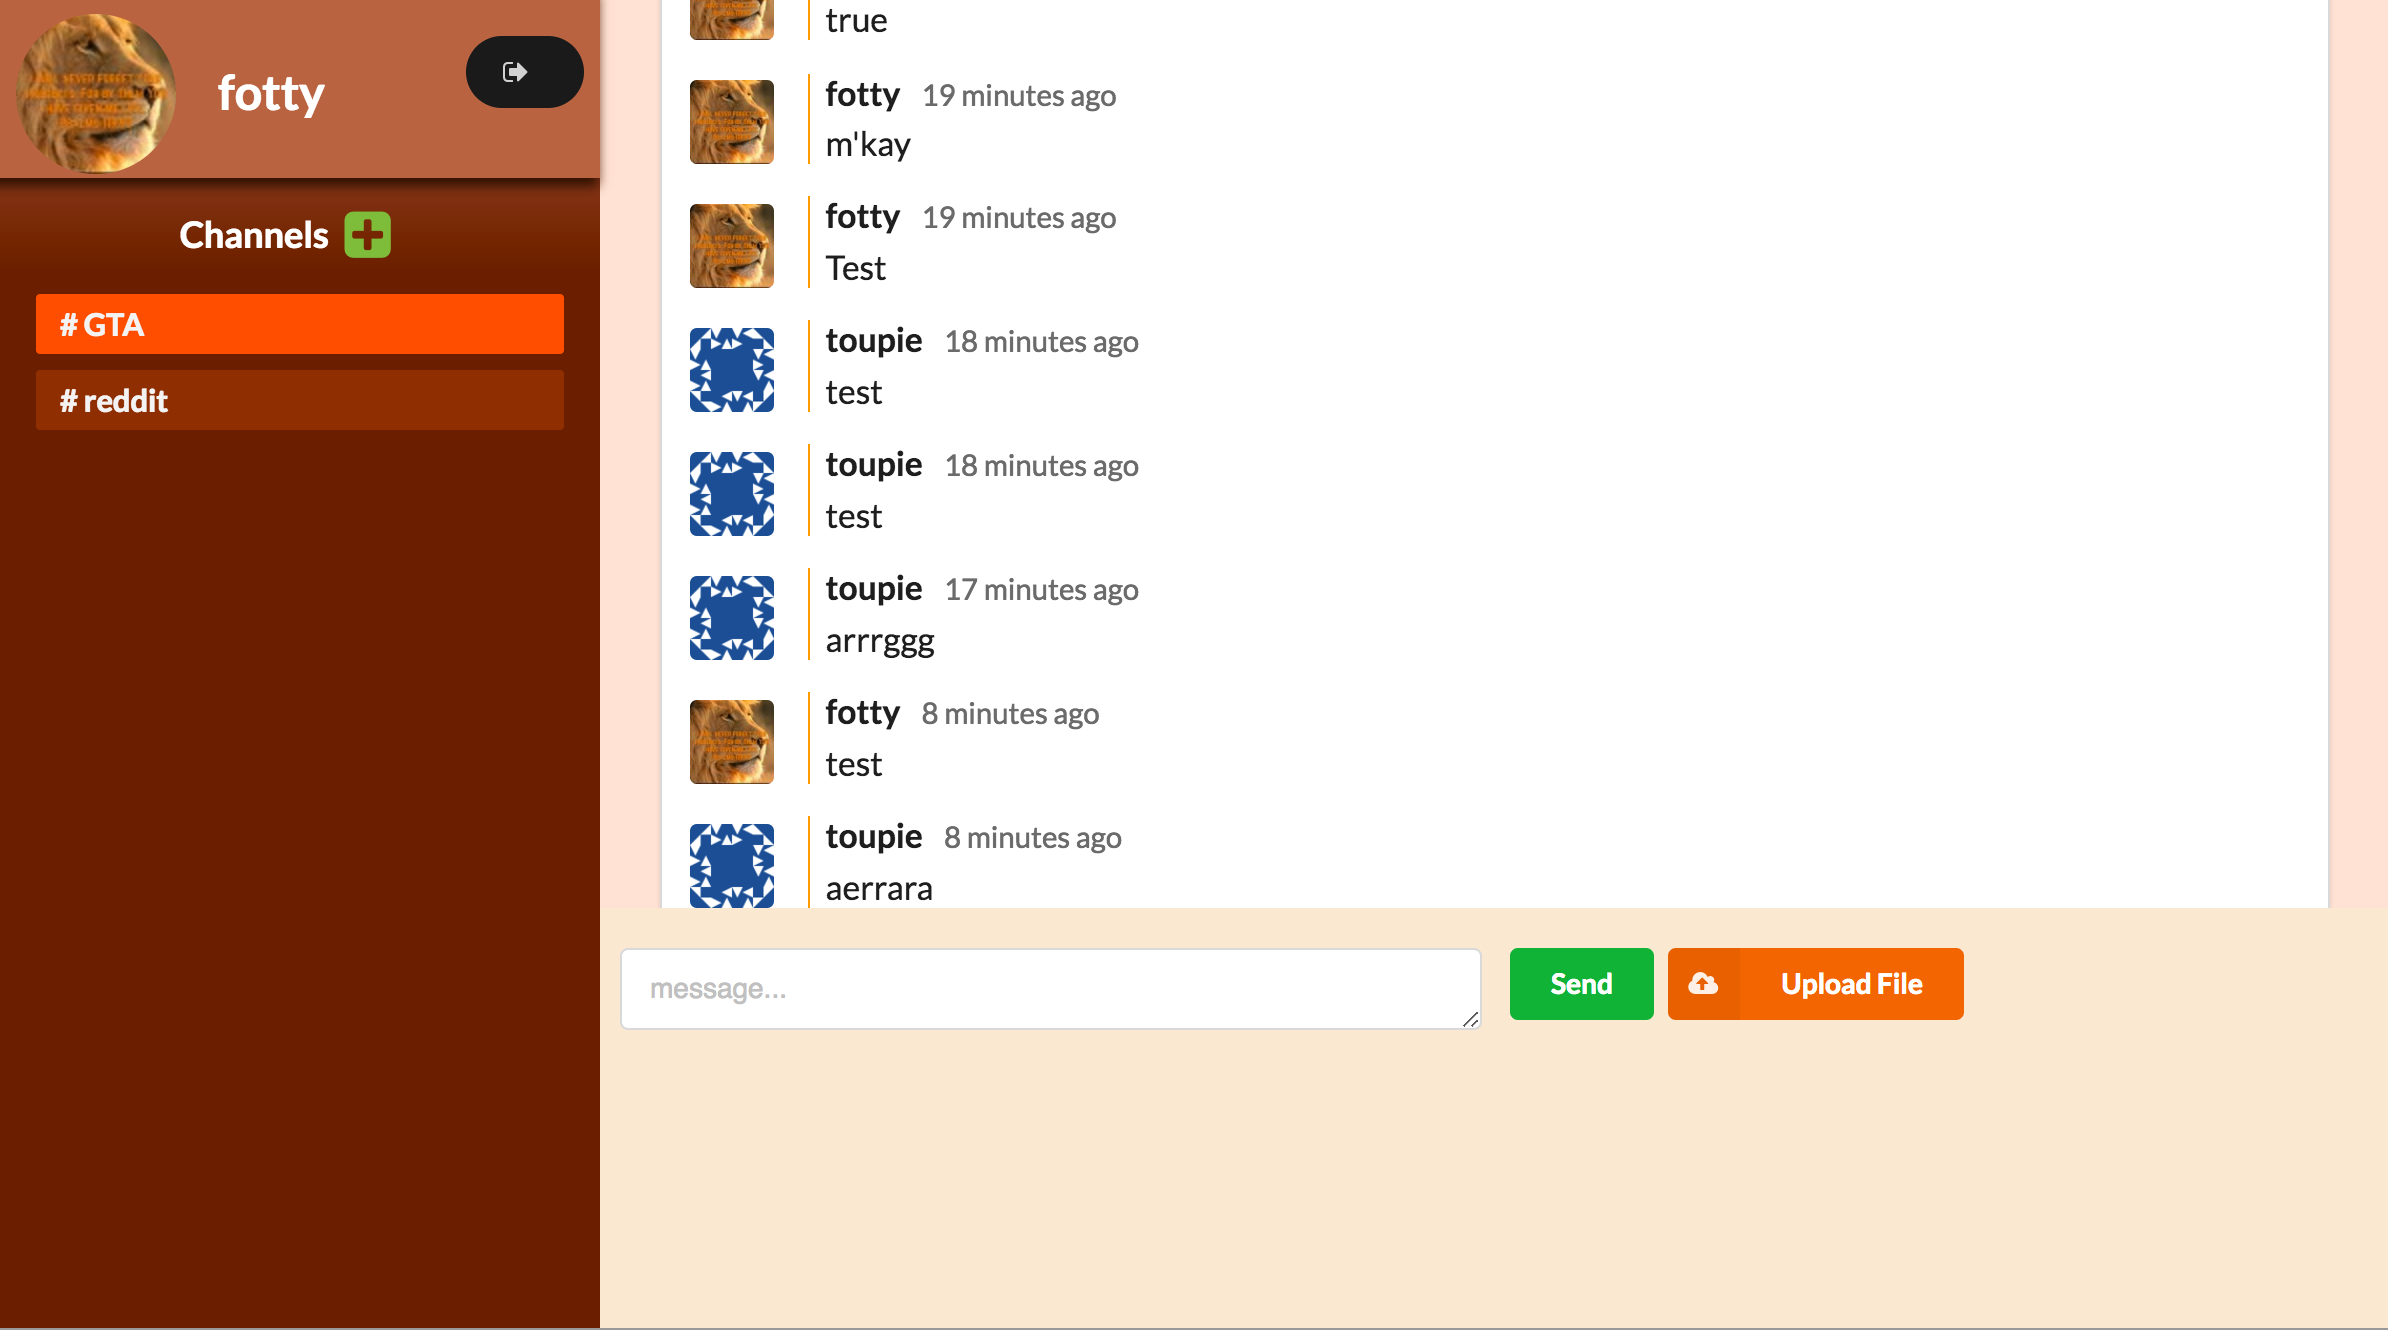 fotty
Channels
# GTA
# reddit
true
fotty 19 minutes ago
m'kay
fotty 19 minutes ago
Test
toupie 18 minutes ago
test
toupie 18 minutes ago
test
toupie 17 minutes ago
arrrggg
fotty 8 minutes ago
test
toupie 8 minutes ago
aerrara
message...
Send
Upload File